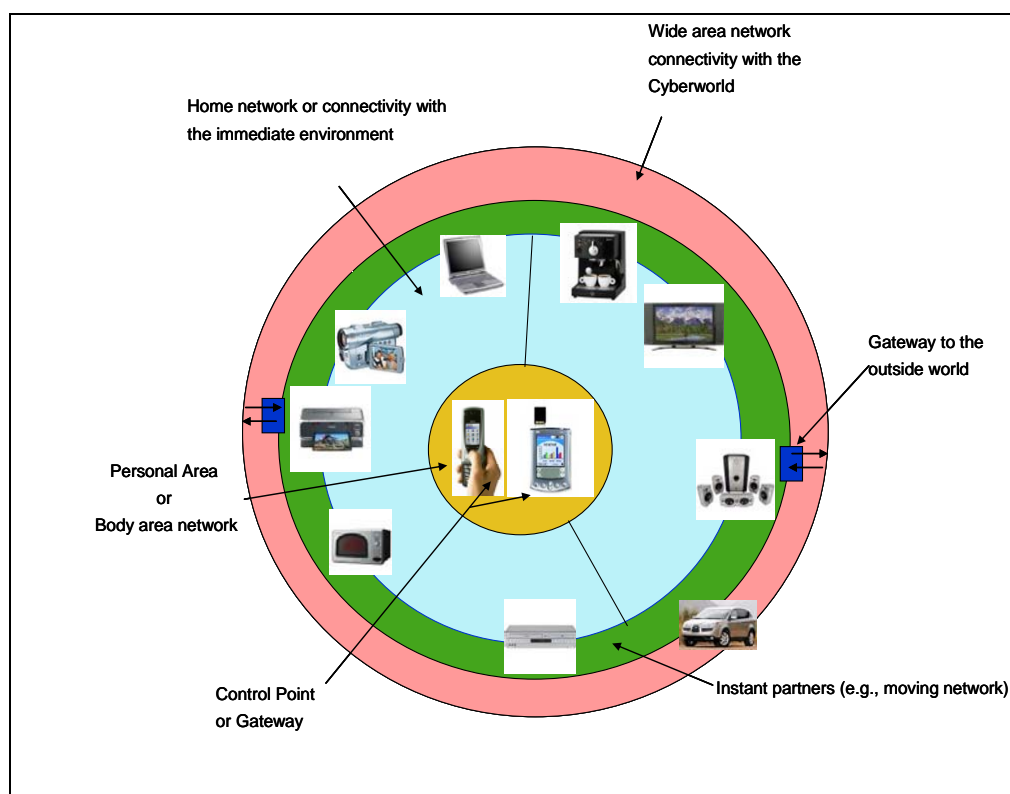 Wide area network
connectivity with the
Cyberworld
Home network or connectivity with
the immediate environment
Gateway to the
outside world
Personal Area
or
Body area network
Control Point
or Gateway
Instant partners (e.g., moving network)